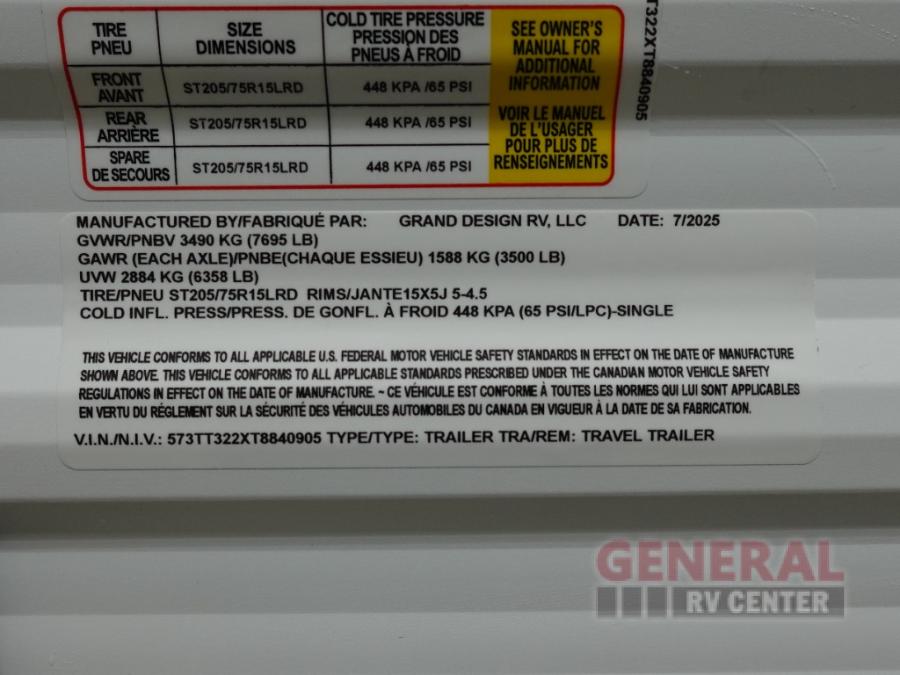 TIRE PNEU SIZE DIMENSIONS COLD TIRE PRESSURE PRESSION DES PNEUS À FROID
FRONT AVANT ST205/75R15LRD 448 KPA /65 PSI
REAR ARRIÈRE ST205/75R15LRD 448 KPA /65 PSI
SPARE DE SECOURS ST205/75R15LRD 448 KPA /65 PSI
SEE OWNER'S
MANUAL FOR
ADDITIONAL
INFORMATION
VOIR LE MANUEL
DE L'USAGER
POUR PLUS DE
RENSEIGNEMENTS
T322XT8840905
MANUFACTURED BY/FABRIQUÉ PAR: GRAND DESIGN RV, LLC DATE: 7/2025
GVWR/PNBV 3490 KG (7695 LB)
GAWR (EACH AXLE)/PNBE(CHAQUE ESSIEU) 1588 KG (3500 LB)
UVW 2884 KG (6358 LB)
TIRE/PNEU ST205/75R15LRD RIMS/JANTE15X5J 5-4.5
COLD INFL. PRESS/PRESS. DE GONFL. À FROID 448 KPA (65 PSI/LPC)-SINGLE
THIS VEHICLE CONFORMS TO ALL APPLICABLE U.S. FEDERAL MOTOR VEHICLE SAFETY STANDARDS IN EFFECT ON THE DATE OF MANUFACTURE
SHOWN ABOVE. THIS VEHICLE CONFORMS TO ALL APPLICABLE STANDARDS PRESCRIBED UNDER THE CANADIAN MOTOR VEHICLE SAFETY
REGULATIONS IN EFFECT ON THE DATE OF MANUFACTURE. ~ CE VÉHICULE EST CONFORME À TOUTES LES NORMES QUI LUI SONT APPLICABLES
EN VERTU DU RÉGLEMENT SUR LA SÉCURITÉ DES VÉHICULES AUTOMOBILES DU CANADA EN VIGUEUR À LA DATE DE SA FABRICATION.
V.I.N./N.I.V.: 573TT322XT8840905 TYPE/TYPE: TRAILER TRA/REM: TRAVEL TRAILER
GENERAL
RV CENTER